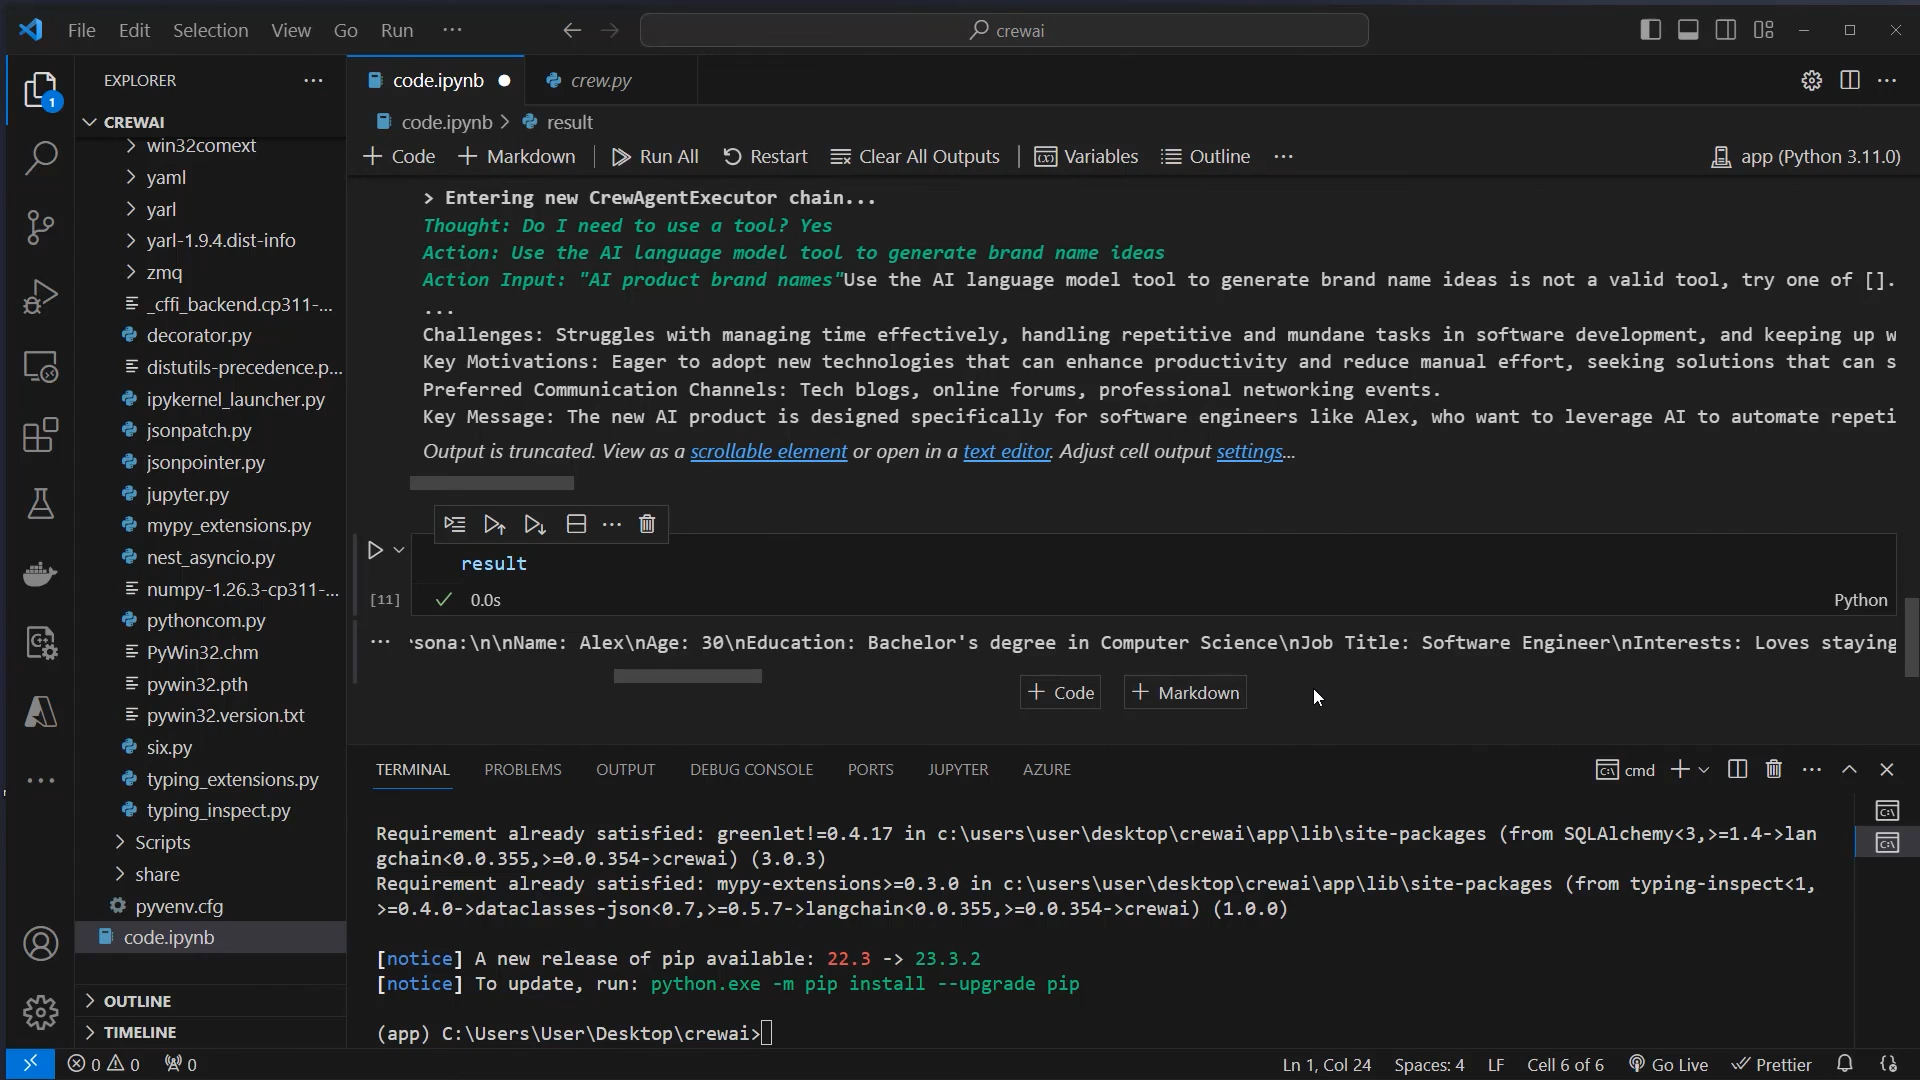 File Edit Selection View Go Run ···
crewai
EXPLORER ···
1
CREWAI
win32comext
yaml
yarl
yarl-1.9.4.dist-info
zmq
_cffi_backend.cp311-...
decorator.py
distutils-precedence.p...
ipykernel_launcher.py
jsonpatch.py
jsonpointer.py
jupyter.py
mypy_extensions.py
nest_asyncio.py
numpy-1.26.3-cp311-...
pythoncom.py
PyWin32.chm
pywin32.pth
pywin32.version.txt
six.py
typing_extensions.py
typing_inspect.py
Scripts
share
pyvenv.cfg
code.ipynb
OUTLINE
TIMELINE
code.ipynb crew.py
code.ipynb > result
+ Code + Markdown Run All Restart Clear All Outputs Variables Outline ··· app (Python 3.11.0)
> Entering new CrewAgentExecutor chain...
Thought: Do I need to use a tool? Yes
Action: Use the AI language model tool to generate brand name ideas
Action Input: "AI product brand names"Use the AI language model tool to generate brand name ideas is not a valid tool, try one of [].
...
Challenges: Struggles with managing time effectively, handling repetitive and mundane tasks in software development, and keeping up w
Key Motivations: Eager to adopt new technologies that can enhance productivity and reduce manual effort, seeking solutions that can s
Preferred Communication Channels: Tech blogs, online forums, professional networking events.
Key Message: The new AI product is designed specifically for software engineers like Alex, who want to leverage AI to automate repeti
Output is truncated. View as a scrollable element or open in a text editor. Adjust cell output settings...
result
[11] 0.0s Python
sona:\n\nName: Alex\nAge: 30\nEducation: Bachelor's degree in Computer Science\nJob Title: Software Engineer\nInterests: Loves staying
+ Code + Markdown
TERMINAL PROBLEMS OUTPUT DEBUG CONSOLE PORTS JUPYTER AZURE cmd
Requirement already satisfied: greenlet!=0.4.17 in c:\users\user\desktop\crewai\app\lib\site-packages (from SQLAlchemy<3,>=1.4->lan
gchain<0.0.355,>=0.0.354->crewai) (3.0.3)
Requirement already satisfied: mypy-extensions>=0.3.0 in c:\users\user\desktop\crewai\app\lib\site-packages (from typing-inspect<1,
>=0.4.0->dataclasses-json<0.7,>=0.5.7->langchain<0.0.355,>=0.0.354->crewai) (1.0.0)
[notice] A new release of pip available: 22.3 -> 23.3.2
[notice] To update, run: python.exe -m pip install --upgrade pip
(app) C:\Users\User\Desktop\crewai>
0 0 0 Ln 1, Col 24 Spaces: 4 LF Cell 6 of 6 Go Live Prettier